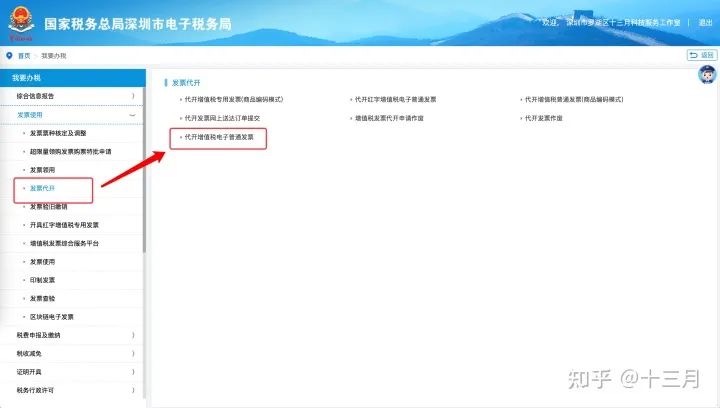 国家税务总局深圳市电子税务局
欢迎, 深圳市罗湖区十三月科技服务工作室 | 退出
首页 > 我要办税
返回
我要办税
综合信息报告
发票使用
发票票种核定及调整
超限量领购发票购票特批申请
发票领用
发票代开
发票验旧缴销
开具红字增值税专用发票
增值税发票综合服务平台
发票使用
印制发票
发票查验
区块链电子发票
税费申报及缴纳
税收减免
证明开具
税务行政许可
发票代开
代开增值税专用发票(商品编码模式)
代开红字增值税电子普通发票
代开增值税普通发票(商品编码模式)
代开发票网上送达订单提交
增值税发票代开申请作废
代开发票作废
代开增值税电子普通发票
知乎 @十三月